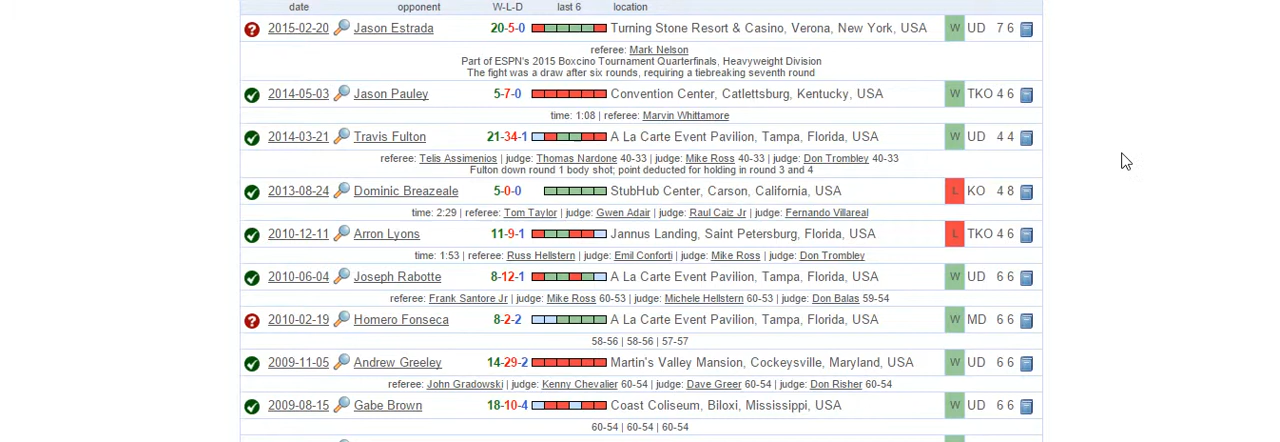 date opponent W-L-D last 6 location
2015-02-20 Jason Estrada 20-5-0 Turning Stone Resort & Casino, Verona, New York, USA W UD 7 6
referee: Mark Nelson
Part of ESPN's 2015 Boxcino Tournament Quarterfinals, Heavyweight Division
The fight was a draw after six rounds, requiring a tiebreaking seventh round
2014-05-03 Jason Pauley 5-7-0 Convention Center, Catlettsburg, Kentucky, USA W TKO 4 6
time: 1:08 | referee: Marvin Whittamore
2014-03-21 Travis Fulton 21-34-1 A La Carte Event Pavilion, Tampa, Florida, USA W UD 4 4
referee: Telis Assimenios | judge: Thomas Nardone 40-33 | judge: Mike Ross 40-33 | judge: Don Trombley 40-33
Fulton down round 1 body shot; point deducted for holding in round 3 and 4
2013-08-24 Dominic Breazeale 5-0-0 StubHub Center, Carson, California, USA L KO 4 8
time: 2:29 | referee: Tom Taylor | judge: Gwen Adair | judge: Raul Caiz Jr | judge: Fernando Villareal
2010-12-11 Arron Lyons 11-9-1 Jannus Landing, Saint Petersburg, Florida, USA L TKO 4 6
time: 1:53 | referee: Russ Hellstern | judge: Emil Conforti | judge: Mike Ross | judge: Don Trombley
2010-06-04 Joseph Rabotte 8-12-1 A La Carte Event Pavilion, Tampa, Florida, USA W UD 6 6
referee: Frank Santore Jr | judge: Mike Ross 60-53 | judge: Michele Hellstern 60-53 | judge: Don Balas 59-54
2010-02-19 Homero Fonseca 8-2-2 A La Carte Event Pavilion, Tampa, Florida, USA W MD 6 6
58-56 | 58-56 | 57-57
2009-11-05 Andrew Greeley 14-29-2 Martin's Valley Mansion, Cockeysville, Maryland, USA W UD 6 6
referee: John Gradowski | judge: Kenny Chevalier 60-54 | judge: Dave Greer 60-54 | judge: Don Risher 60-54
2009-08-15 Gabe Brown 18-10-4 Coast Coliseum, Biloxi, Mississippi, USA W UD 6 6
60-54 | 60-54 | 60-54